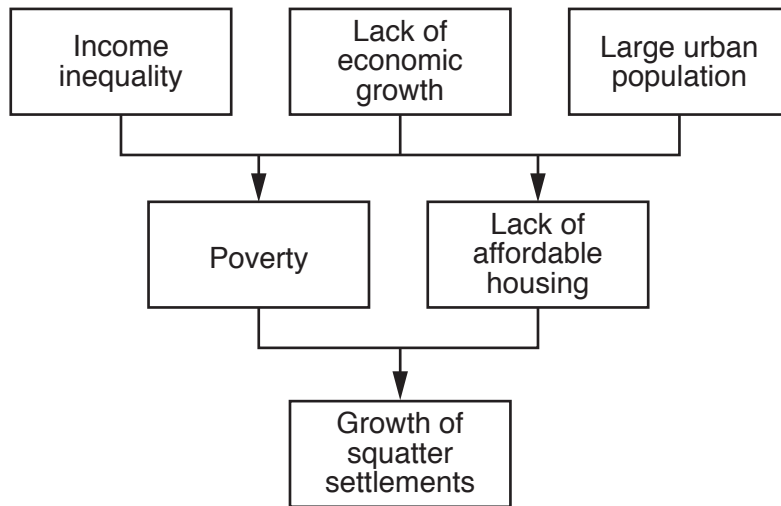 Income
inequality
Lack of
economic
growth
Large urban
population
Poverty
Lack of
affordable
housing
Growth of
squatter
settlements